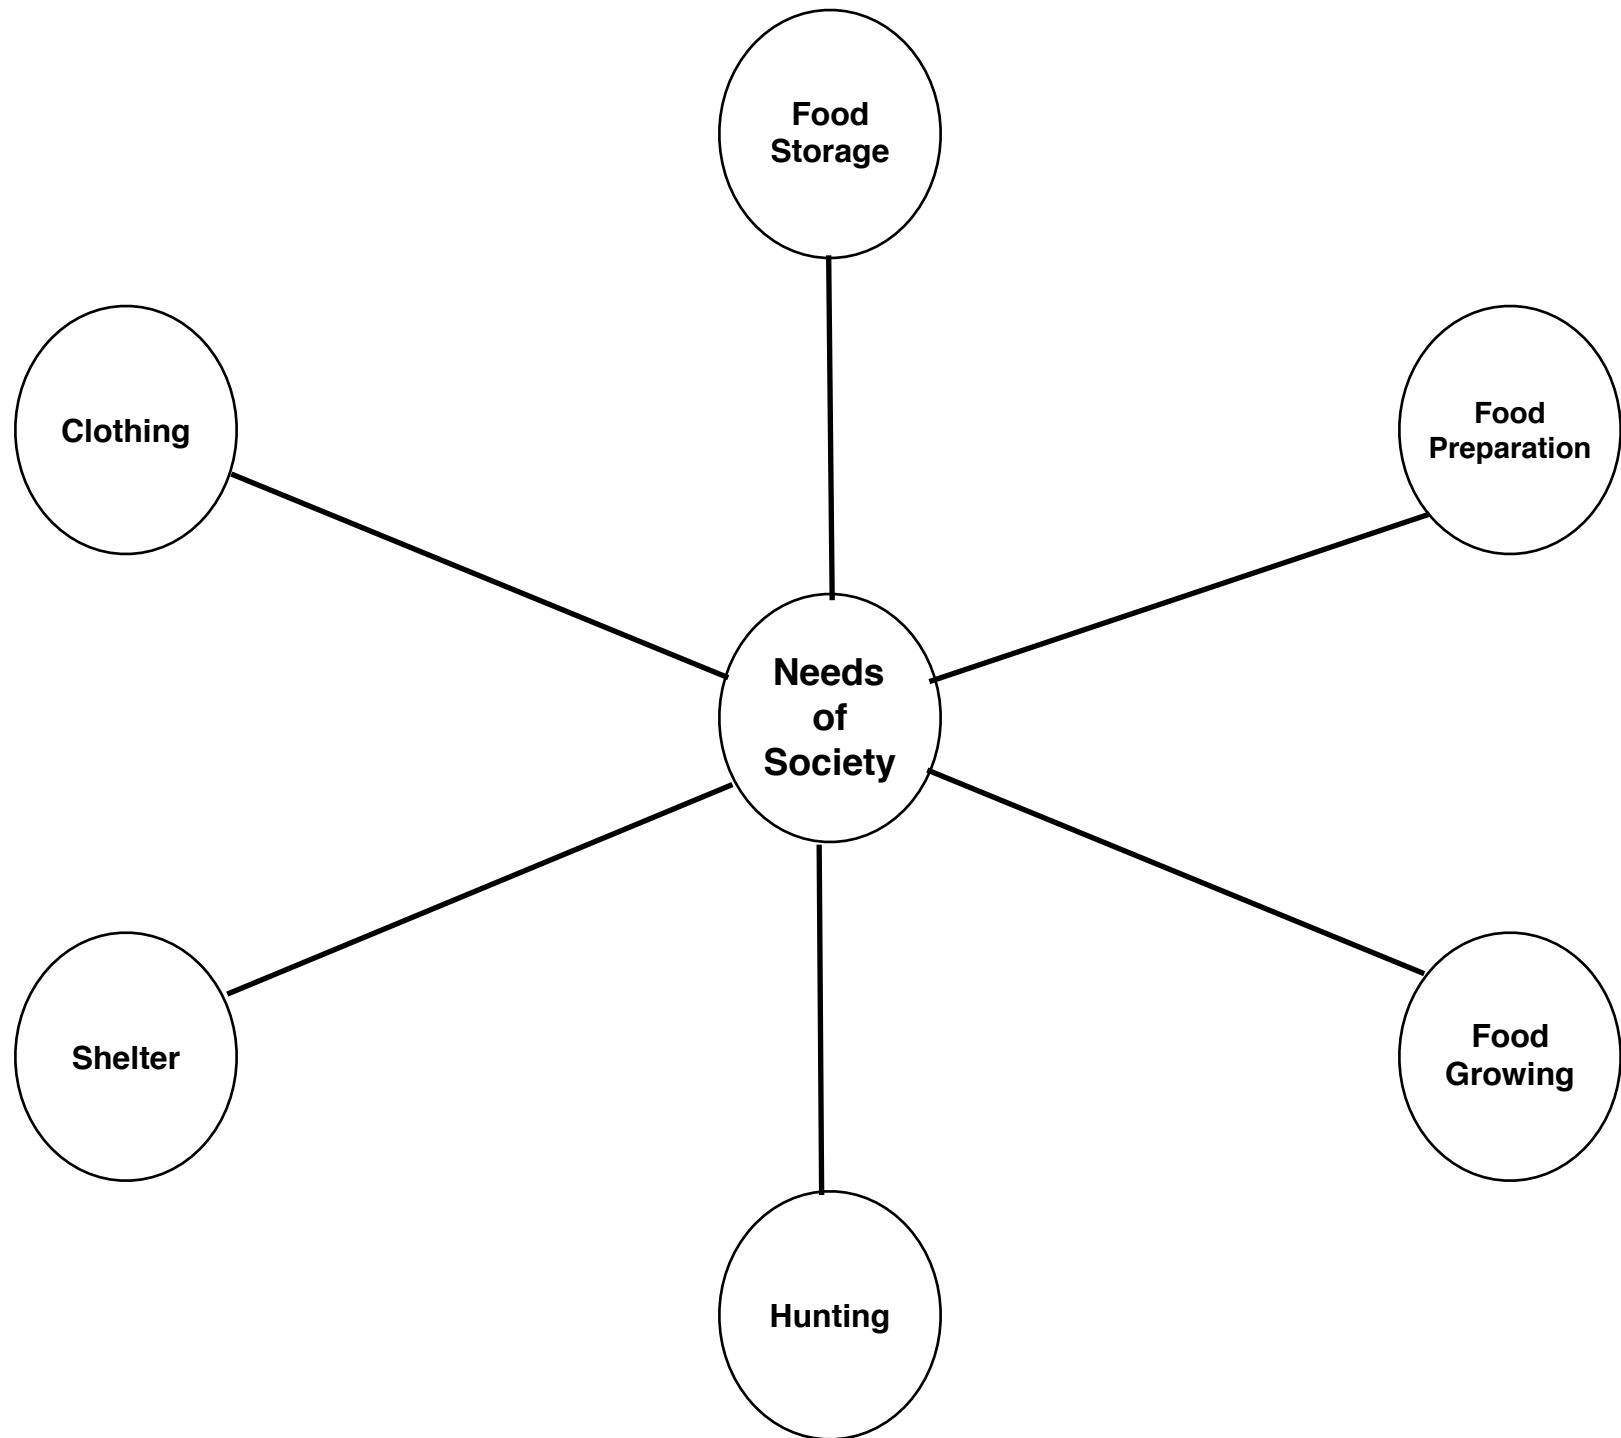 Food
Storage
Clothing
Food
Preparation
Needs
of
Society
Shelter
Food
Growing
Hunting